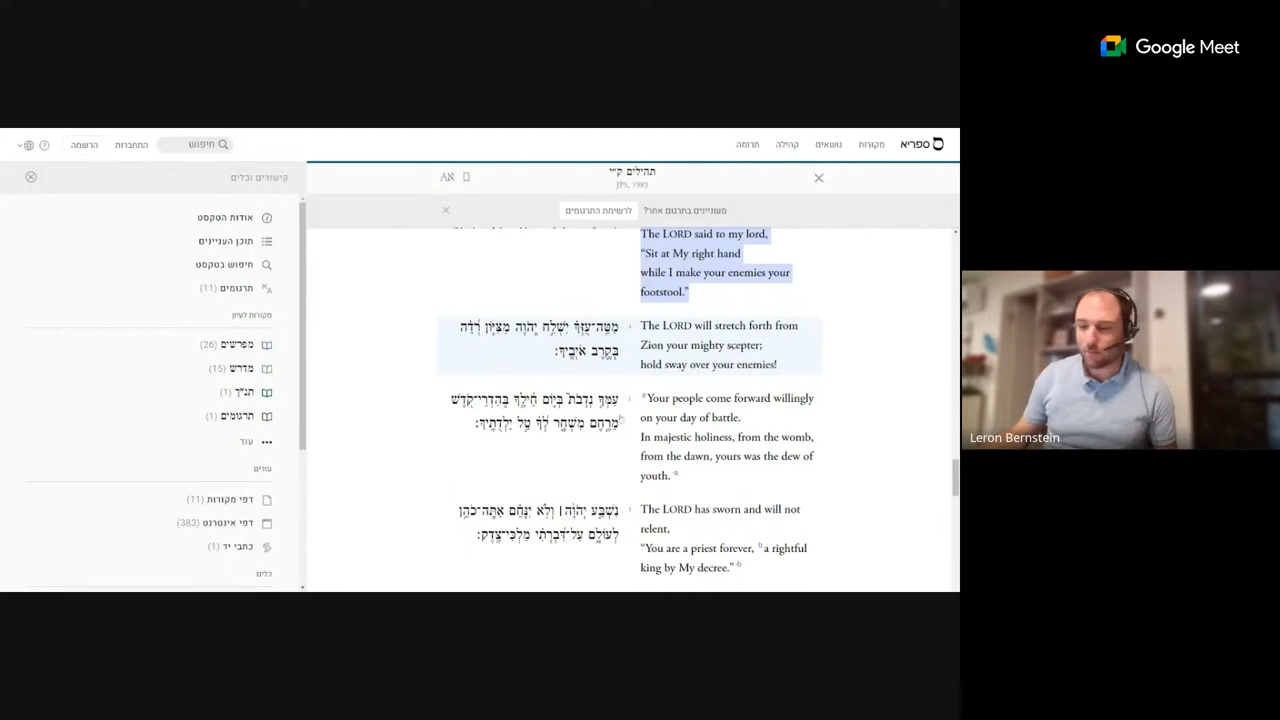 Google Meet
ספריא
מקורות
נושאים
קהילה
תרומה
חיפוש
התחברות
הרשמה
תהילים ק״י
JPS, 1985
קישורים וכלים
מעוניינים בתרגום אחר?
לרשימת התרגומים
אודות הטקסט
תוכן העניינים
חיפוש בטקסט
תרגומים (11)
מקורות לעיון
מפרשים (26)
מדרש (15)
תנ״ך (1)
תרגומים (1)
עוד
עזרים
דפי מקורות (11)
דפי אינטרנט (383)
כתבי יד (1)
כלים
The LORD said to my lord,
“Sit at My right hand
while I make your enemies your
footstool.”
מַטֵּֽה־עֻזְּךָ֗ יִשְׁלַ֣ח יְ֭הֹוָה מִצִּיּ֑וֹן רְ֝דֵ֗ה
בְּקֶ֣רֶב אֹיְבֶֽיךָ׃
The LORD will stretch forth from
Zion your mighty scepter;
hold sway over your enemies!
עַמְּךָ֣ נְדָבֹת֮ בְּי֢וֹם חֵ֫ילֶ֥ךָ בְּֽהַדְרֵי־קֹ֭דֶשׁ
מֵרֶ֣חֶם מִשְׁחָ֑ר לְ֝ךָ֗ טַ֣ל יַלְדֻתֶֽיךָ׃
a Your people come forward willingly
on your day of battle.
In majestic holiness, from the womb,
from the dawn, yours was the dew of
youth. -a
נִשְׁבַּ֤ע יְהֹוָ֨ה ׀ וְלֹ֥א יִנָּחֵ֗ם אַתָּֽה־כֹהֵ֥ן
לְעוֹלָ֑ם עַל־דִּ֝בְרָתִ֗י מַלְכִּי־צֶֽדֶק׃
The LORD has sworn and will not
relent,
“You are a priest forever, b a rightful
king by My decree.” -b
Leron Bernstein